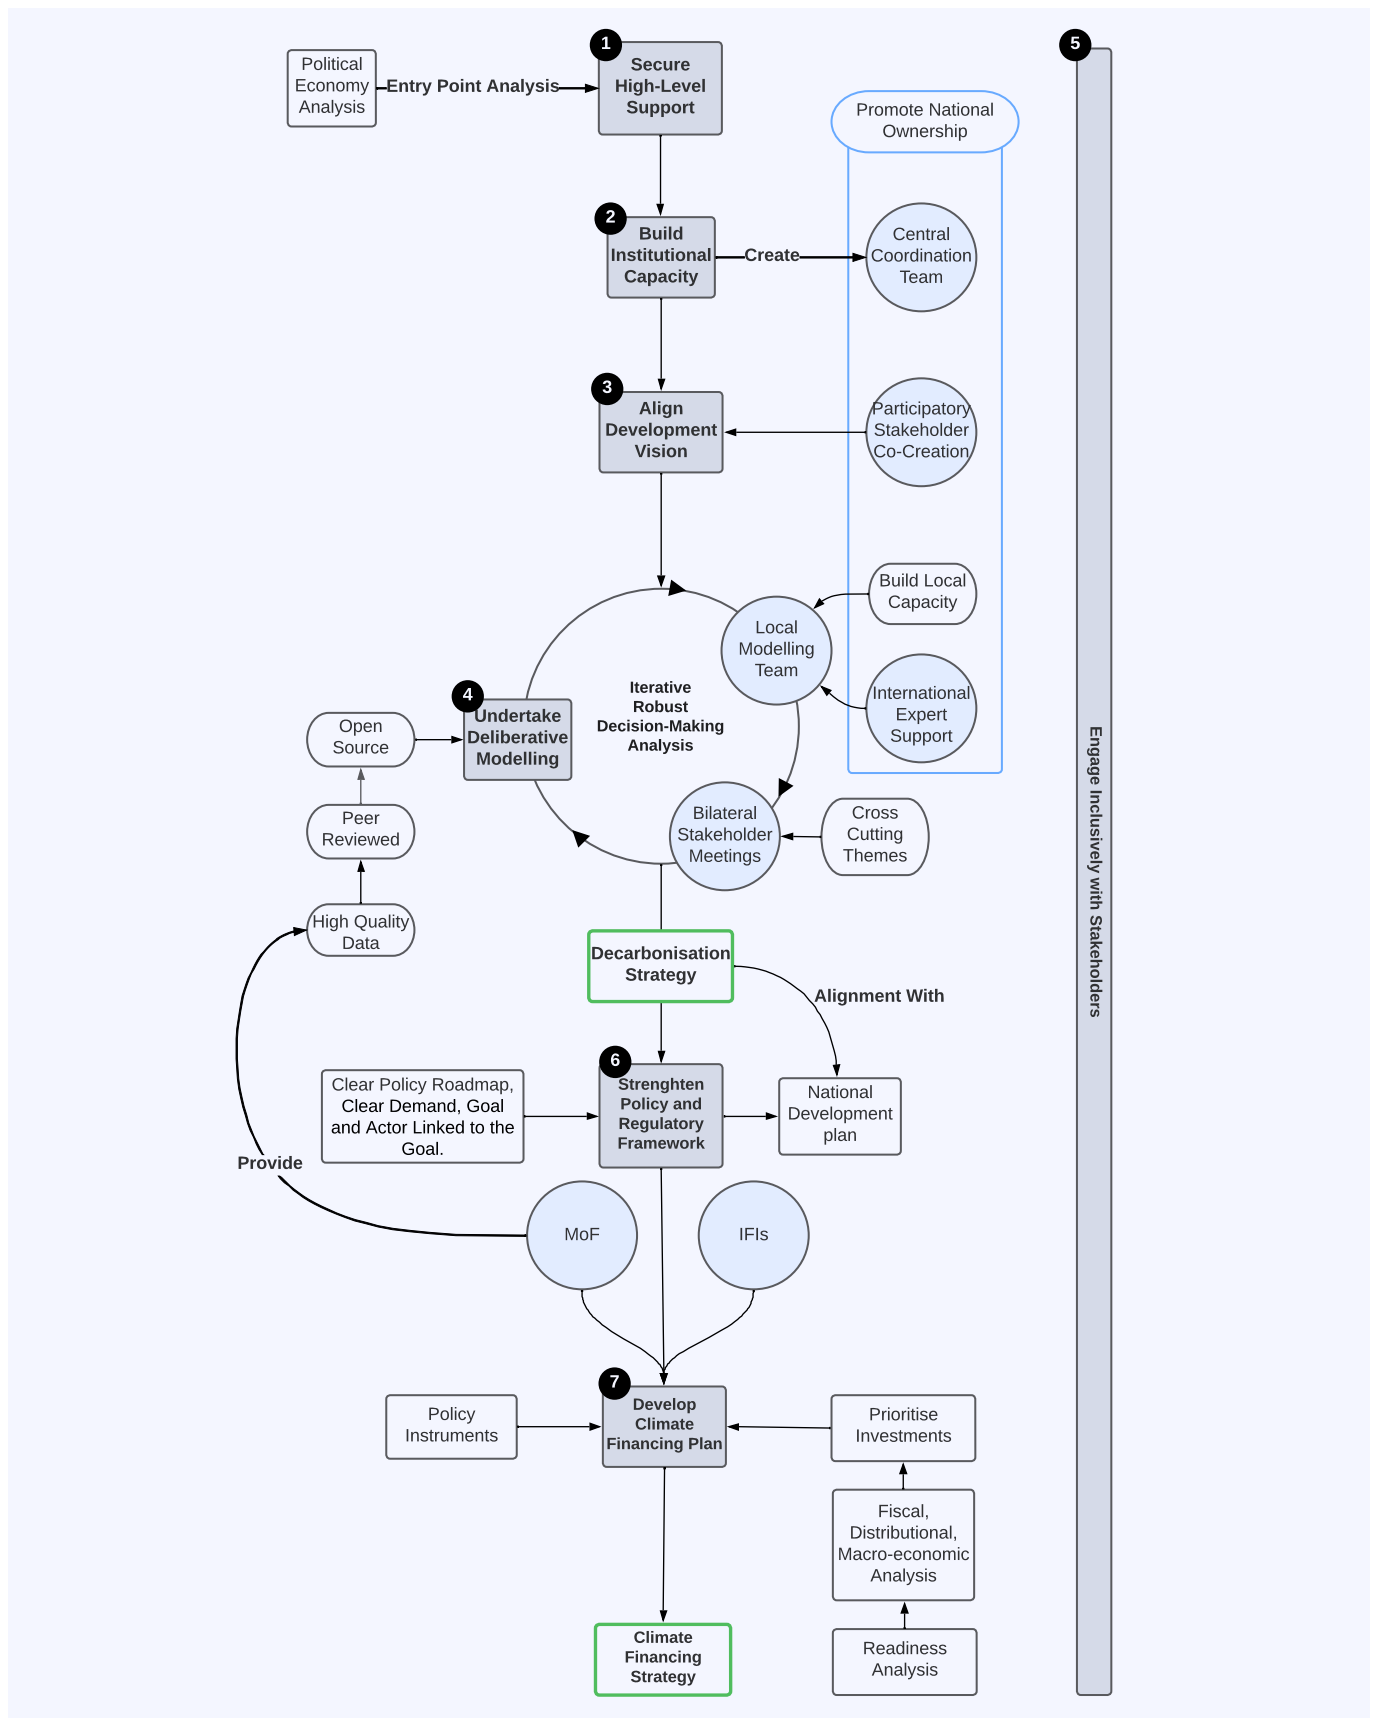 1
5
Political
Economy
Analysis
Entry Point Analysis
Secure
High-Level
Support
Promote National
Ownership
2
Build
Institutional
Capacity
Create
Central
Coordination
Team
3
Align
Development
Vision
Participatory
Stakeholder
Co-Creation
Build Local
Capacity
Local
Modelling
Team
International
Expert
Support
Iterative
Robust
Decision-Making
Analysis
4
Undertake
Deliberative
Modelling
Open
Source
Peer
Reviewed
High Quality
Data
Bilateral
Stakeholder
Meetings
Cross
Cutting
Themes
Engage Inclusively with Stakeholders
Decarbonisation
Strategy
Alignment With
6
Strenghten
Policy and
Regulatory
Framework
Clear Policy Roadmap,
Clear Demand, Goal
and Actor Linked to the
Goal.
National
Development
plan
Provide
MoF
IFIs
7
Develop
Climate
Financing Plan
Policy
Instruments
Prioritise
Investments
Fiscal,
Distributional,
Macro-economic
Analysis
Readiness
Analysis
Climate
Financing
Strategy